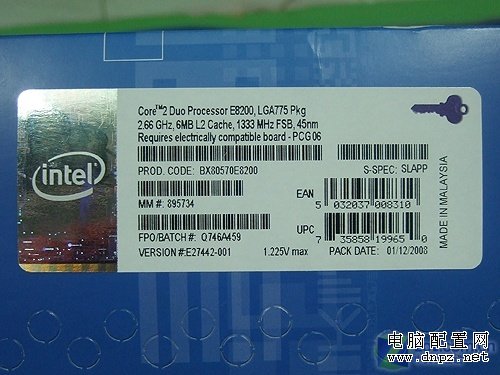 intel
Core™2 Duo Processor E8200, LGA775 Pkg
2.66 GHz, 6MB L2 Cache, 1333 MHz FSB, 45nm
Requires electrically compatible board - PCG 06
PROD. CODE: BX80570E8200
S-SPEC: SLAPP
MM #: 895734
EAN
5 032037 008310
FPO/BATCH #: Q746A459
UPC
7 35858 19965 0
VERSION #: E27442-001
1.225V max
PACK DATE: 01/12/2008
MADE IN MALAYSIA
电脑配置网
www.dnpz.net